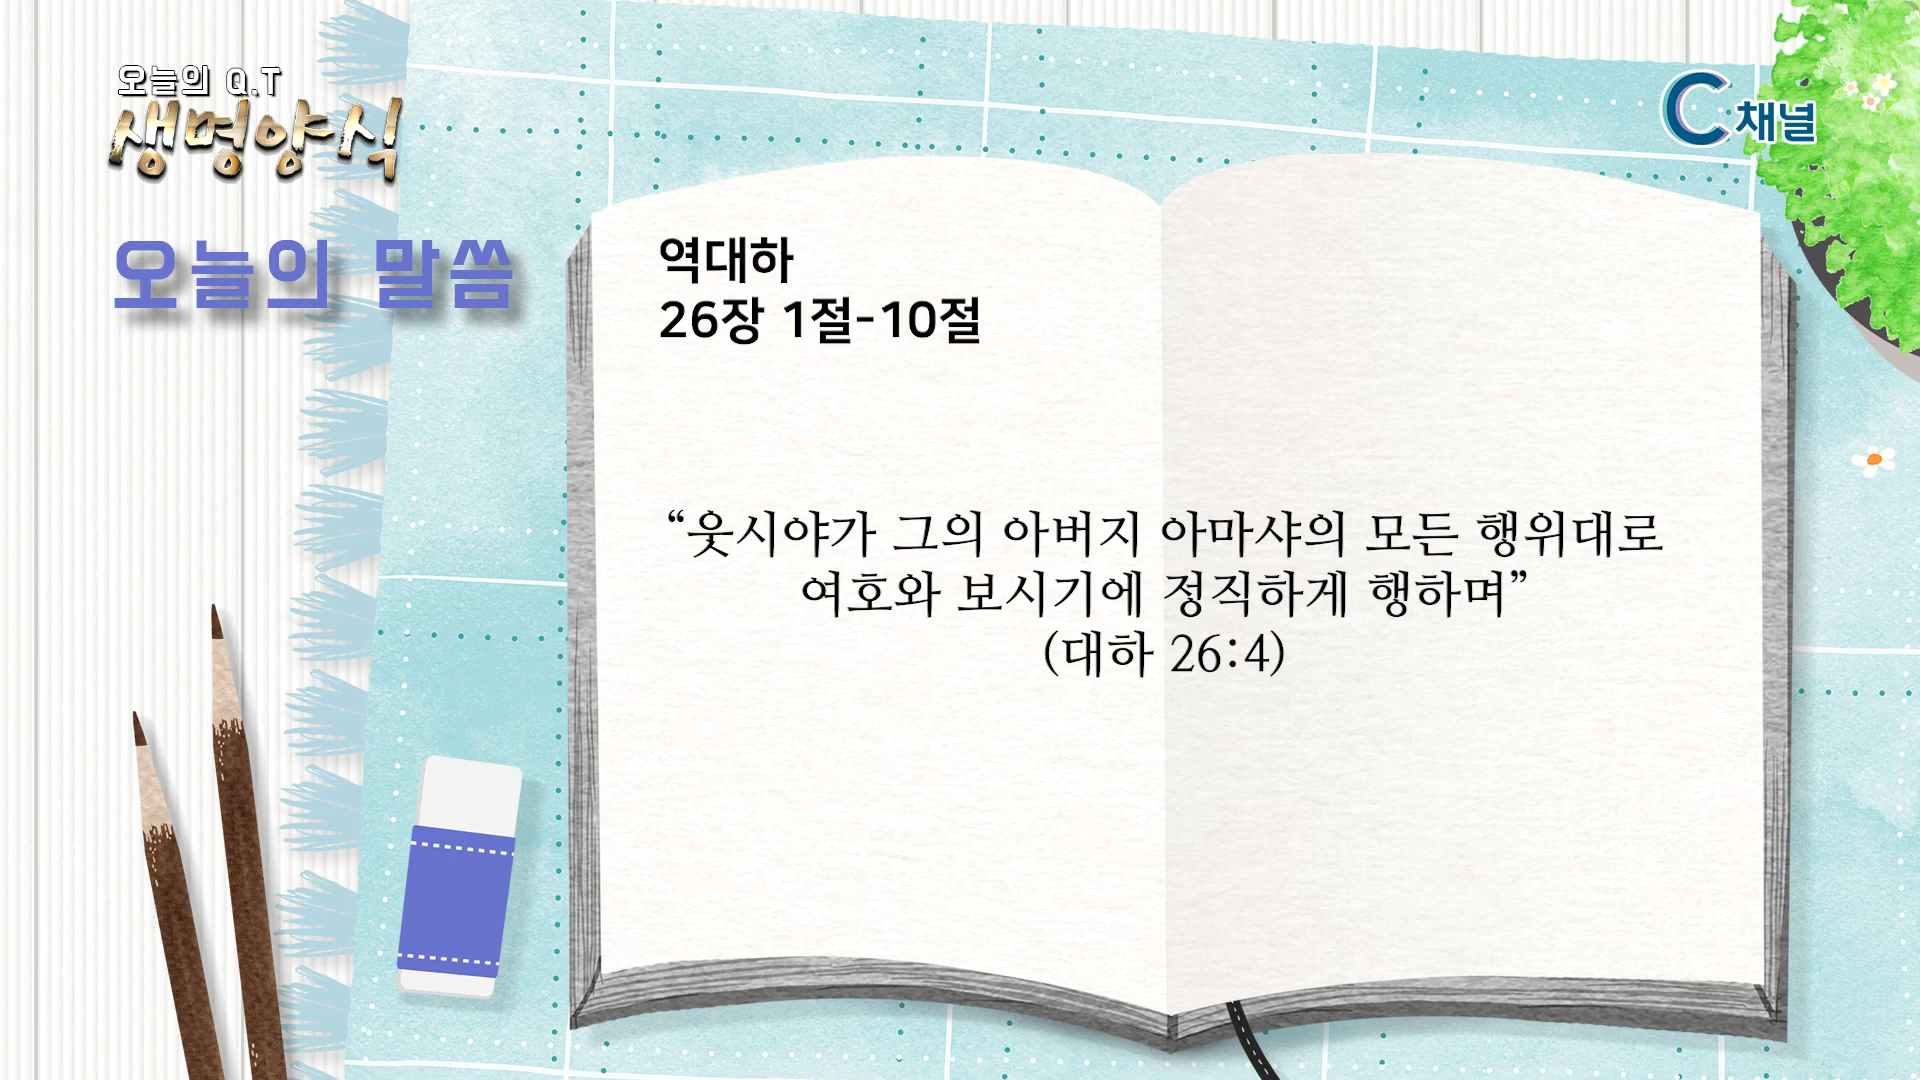 오늘의 Q.T
생명양식
C채널
오늘의 말씀
역대하
26장 1절-10절
“웃시야가 그의 아버지 아마샤의 모든 행위대로
여호와 보시기에 정직하게 행하며”
(대하 26:4)